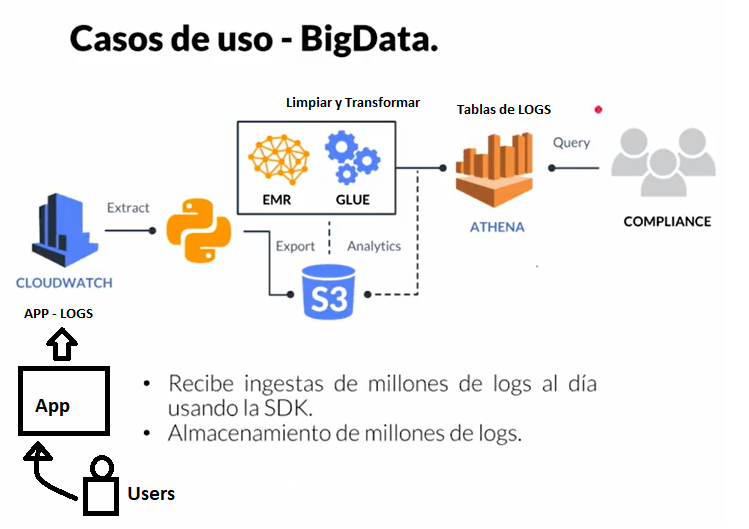 Casos de uso - BigData.
Limpiar y Transformar
Tablas de LOGS
EMR
GLUE
Query
ATHENA
COMPLIANCE
Extract
Export
Analytics
S3
CLOUDWATCH
APP - LOGS
App
Users
• Recibe ingestas de millones de logs al día
usando la SDK.
• Almacenamiento de millones de logs.